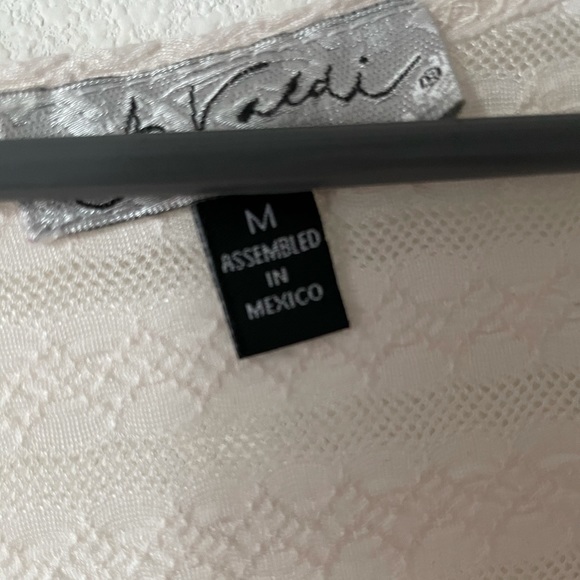 Valdi ®
M
ASSEMBLED
IN
MEXICO